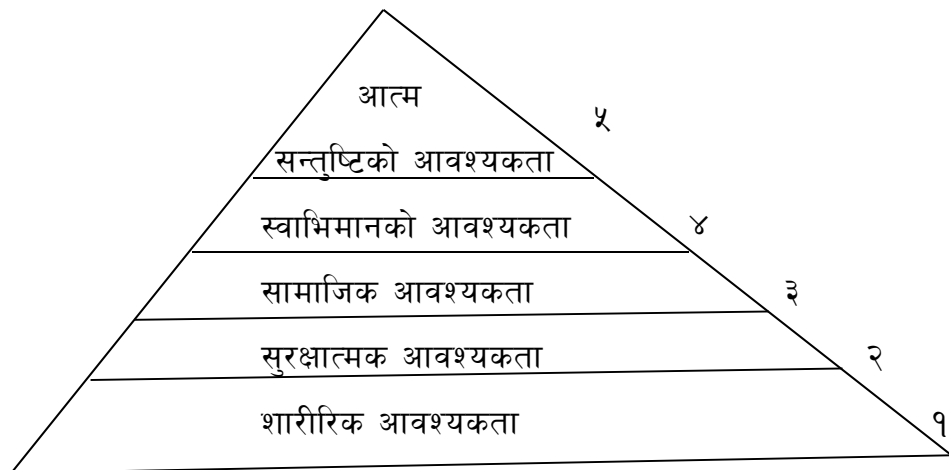 आत्म
५
सन्तुष्टिको आवश्यकता
स्वाभिमानको आवश्यकता
४
सामाजिक आवश्यकता
३
सुरक्षात्मक आवश्यकता
२
शारीरिक आवश्यकता
१